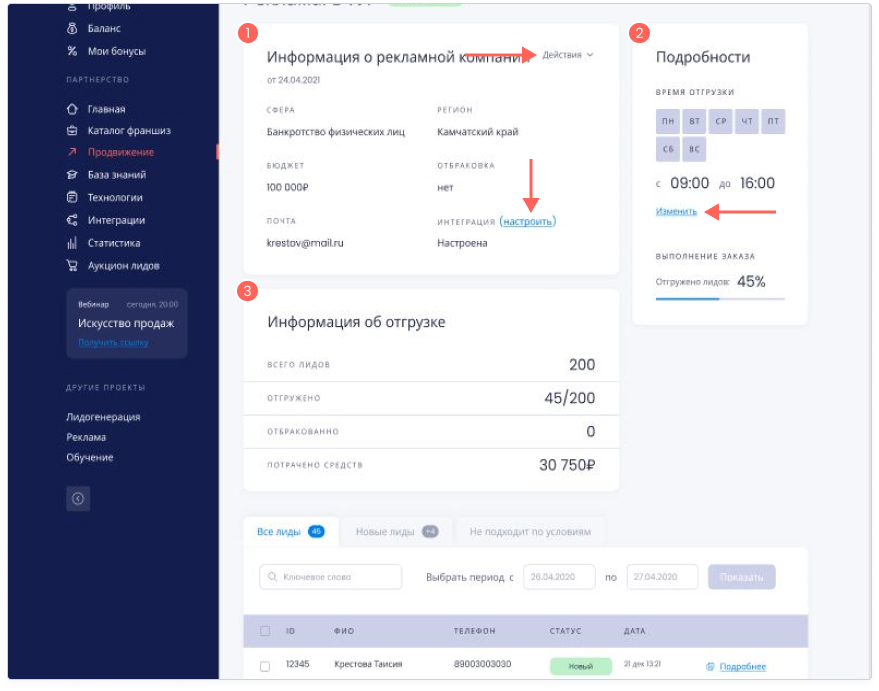 Профиль
Баланс
Мои бонусы
ПАРТНЕРСТВО
Главная
Каталог франшиз
Продвижение
База знаний
Технологии
Интеграции
Статистика
Аукцион лидов
Вебинар сегодня, 20:00
Искусство продаж
Получить ссылку
ДРУГИЕ ПРОЕКТЫ
Лидогенерация
Реклама
Обучение
1
Информация о рекламной компании
Действия
от 24.04.2021
СФЕРА РЕГИОН
Банкротство физических лиц Камчатский край
БЮДЖЕТ ОТБРАКОВКА
100 000₽ нет
ПОЧТА ИНТЕГРАЦИЯ (настроить)
krestov@mail.ru Настроена
2
Подробности
ВРЕМЯ ОТГРУЗКИ
ПН ВТ СР ЧТ ПТ
СБ ВС
с 09:00 до 16:00
Изменить
ВЫПОЛНЕНИЕ ЗАКАЗА
Отгружено лидов: 45%
3
Информация об отгрузке
ВСЕГО ЛИДОВ 200
ОТГРУЖЕНО 45/200
ОТБРАКОВАННО 0
ПОТРАЧЕНО СРЕДСТВ 30 750₽
Все лиды 45 Новые лиды +4 Не подходит по условиям
Ключевое слово Выбрать период с 26.04.2020 по 27.04.2020 Показать
ID ФИО ТЕЛЕФОН СТАТУС ДАТА
12345 Крестова Таисия 89003003030 Новый 21 дек 13:21 Подробнее